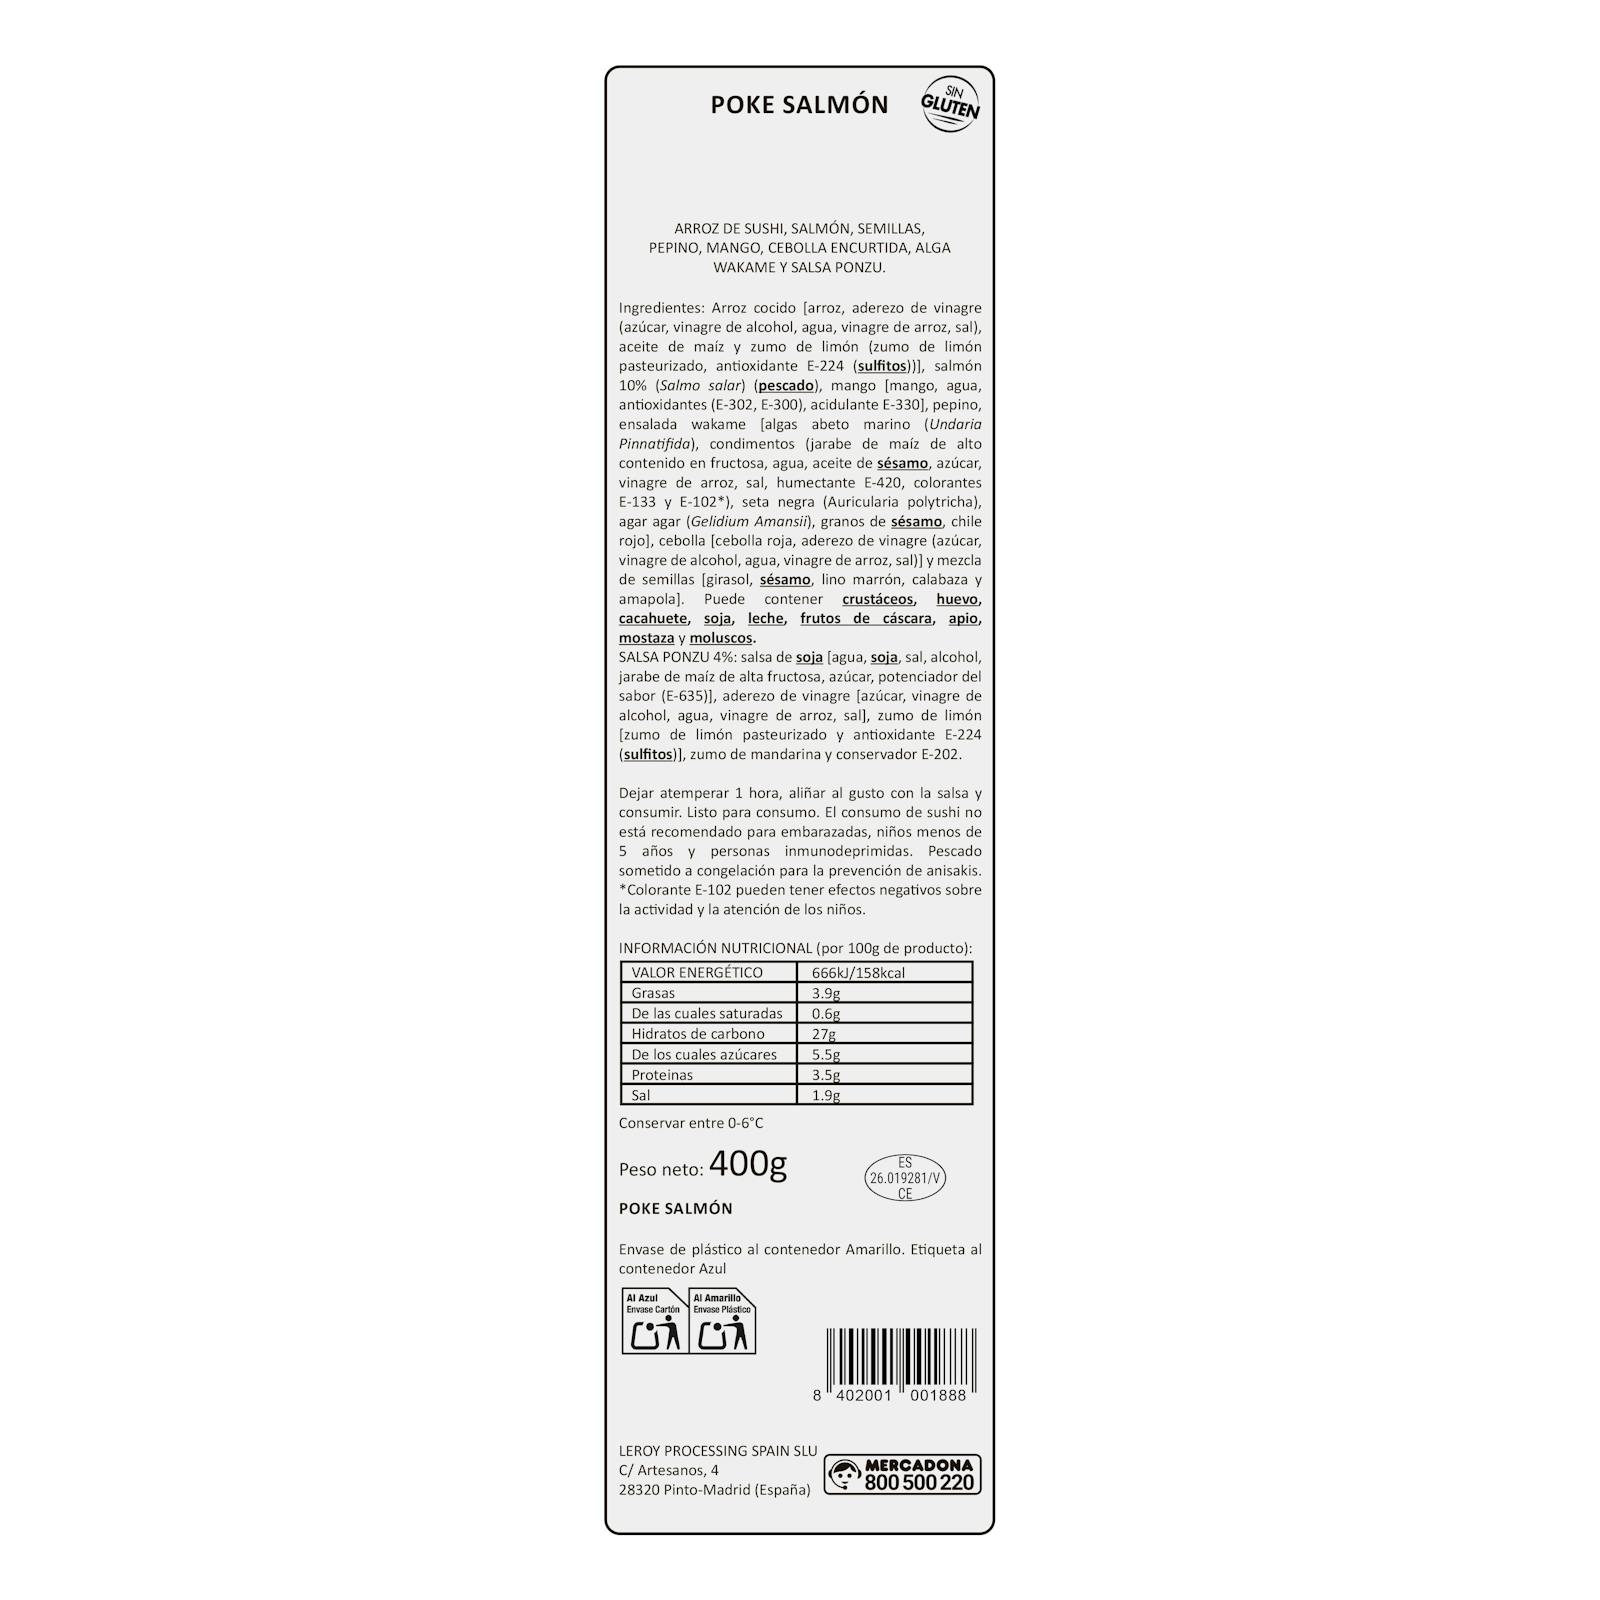 POKE SALMÓN
SIN
GLUTEN
ARROZ DE SUSHI, SALMÓN, SEMILLAS,
PEPINO, MANGO, CEBOLLA ENCURTIDA, ALGA
WAKAME Y SALSA PONZU.
Ingredientes: Arroz cocido [arroz, aderezo de vinagre
(azúcar, vinagre de alcohol, agua, vinagre de arroz, sal),
aceite de maíz y zumo de limón (zumo de limón
pasteurizado, antioxidante E-224 (sulfitos))], salmón
10% (Salmo salar) (pescado), mango [mango, agua,
antioxidantes (E-302, E-300), acidulante E-330], pepino,
ensalada wakame [algas abeto marino (Undaria
Pinnatifida), condimentos (jarabe de maíz de alto
contenido en fructosa, agua, aceite de sésamo, azúcar,
vinagre de arroz, sal, humectante E-420, colorantes
E-133 y E-102*), seta negra (Auricularia polytricha),
agar agar (Gelidium Amansii), granos de sésamo, chile
rojo], cebolla [cebolla roja, aderezo de vinagre (azúcar,
vinagre de alcohol, agua, vinagre de arroz, sal)] y mezcla
de semillas [girasol, sésamo, lino marrón, calabaza y
amapola]. Puede contener crustáceos, huevo,
cacahuete, soja, leche, frutos de cáscara, apio,
mostaza y moluscos.
SALSA PONZU 4%: salsa de soja [agua, soja, sal, alcohol,
jarabe de maíz de alta fructosa, azúcar, potenciador del
sabor (E-635)], aderezo de vinagre [azúcar, vinagre de
alcohol, agua, vinagre de arroz, sal], zumo de limón
[zumo de limón pasteurizado y antioxidante E-224
(sulfitos)], zumo de mandarina y conservador E-202.
Dejar atemperar 1 hora, aliñar al gusto con la salsa y
consumir. Listo para consumo. El consumo de sushi no
está recomendado para embarazadas, niños menos de
5 años y personas inmunodeprimidas. Pescado
sometido a congelación para la prevención de anisakis.
*Colorante E-102 pueden tener efectos negativos sobre
la actividad y la atención de los niños.
INFORMACIÓN NUTRICIONAL (por 100g de producto):
VALOR ENERGÉTICO 666kJ/158kcal
Grasas 3.9g
De las cuales saturadas 0.6g
Hidratos de carbono 27g
De los cuales azúcares 5.5g
Proteinas 3.5g
Sal 1.9g
Conservar entre 0-6°C
Peso neto: 400g
ES
26.019281/V
CE
POKE SALMÓN
Envase de plástico al contenedor Amarillo. Etiqueta al
contenedor Azul
Al Azul
Envase Cartón
Al Amarillo
Envase Plástico
8 402001 001888
LEROY PROCESSING SPAIN SLU
C/ Artesanos, 4
28320 Pinto-Madrid (España)
MERCADONA
800 500 220